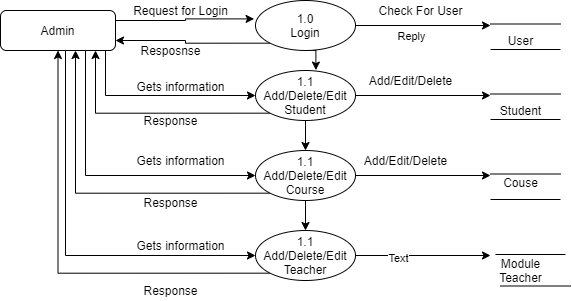 Request for Login
1.0
Login
Check For User
Admin
Resposnse
Reply
User
Gets information
1.1
Add/Delete/Edit
Student
Add/Edit/Delete
Student
Response
Gets information
1.1
Add/Delete/Edit
Course
Add/Edit/Delete
Couse
Response
Gets information
1.1
Add/Delete/Edit
Teacher
Text
Module
Teacher
Response